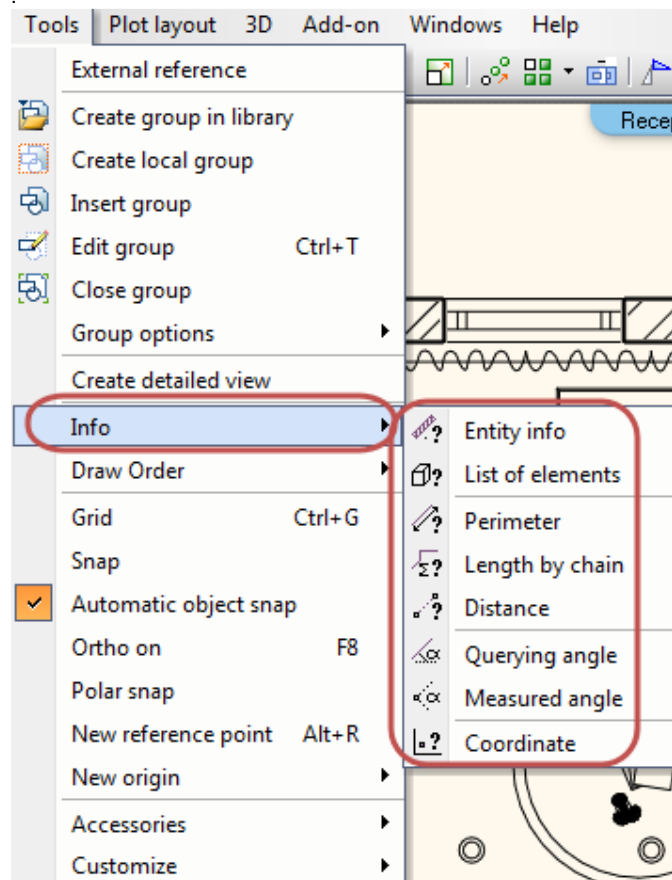 Tools Plot layout 3D Add-on Windows Help
External reference
Create group in library
Create local group
Insert group
Edit group Ctrl+T
Close group
Group options
Create detailed view
Info
Draw Order
Grid Ctrl+G
Snap
Automatic object snap
Ortho on F8
Polar snap
New reference point Alt+R
New origin
Accessories
Customize
Entity info
List of elements
Perimeter
Length by chain
Distance
Querying angle
Measured angle
Coordinate